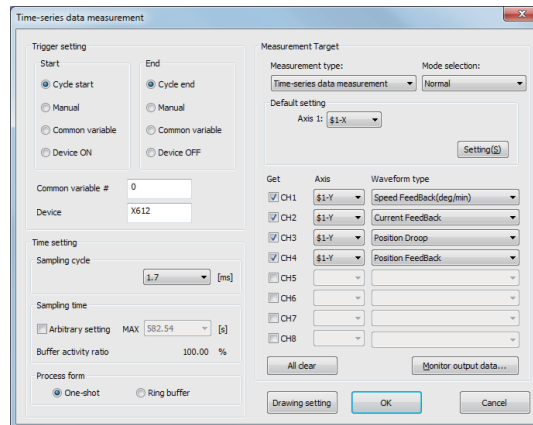 Time-series data measurement
Trigger setting
Start
End
Cycle start
Cycle end
Manual
Manual
Common variable
Common variable
Device ON
Device OFF
Common variable #
0
Device
X612
Time setting
Sampling cycle
1.7 [ms]
Sampling time
Arbitrary setting MAX 582.54 [s]
Buffer activity ratio 100.00 %
Process form
One-shot Ring buffer
Measurement Target
Measurement type: Mode selection:
Time-series data measurement Normal
Default setting
Axis 1: $1-X
Setting(S)
Get Axis Waveform type
CH1 $1-Y Speed FeedBack(deg/min)
CH2 $1-Y Current FeedBack
CH3 $1-Y Position Droop
CH4 $1-Y Position FeedBack
CH5
CH6
CH7
CH8
All clear Monitor output data...
Drawing setting OK Cancel